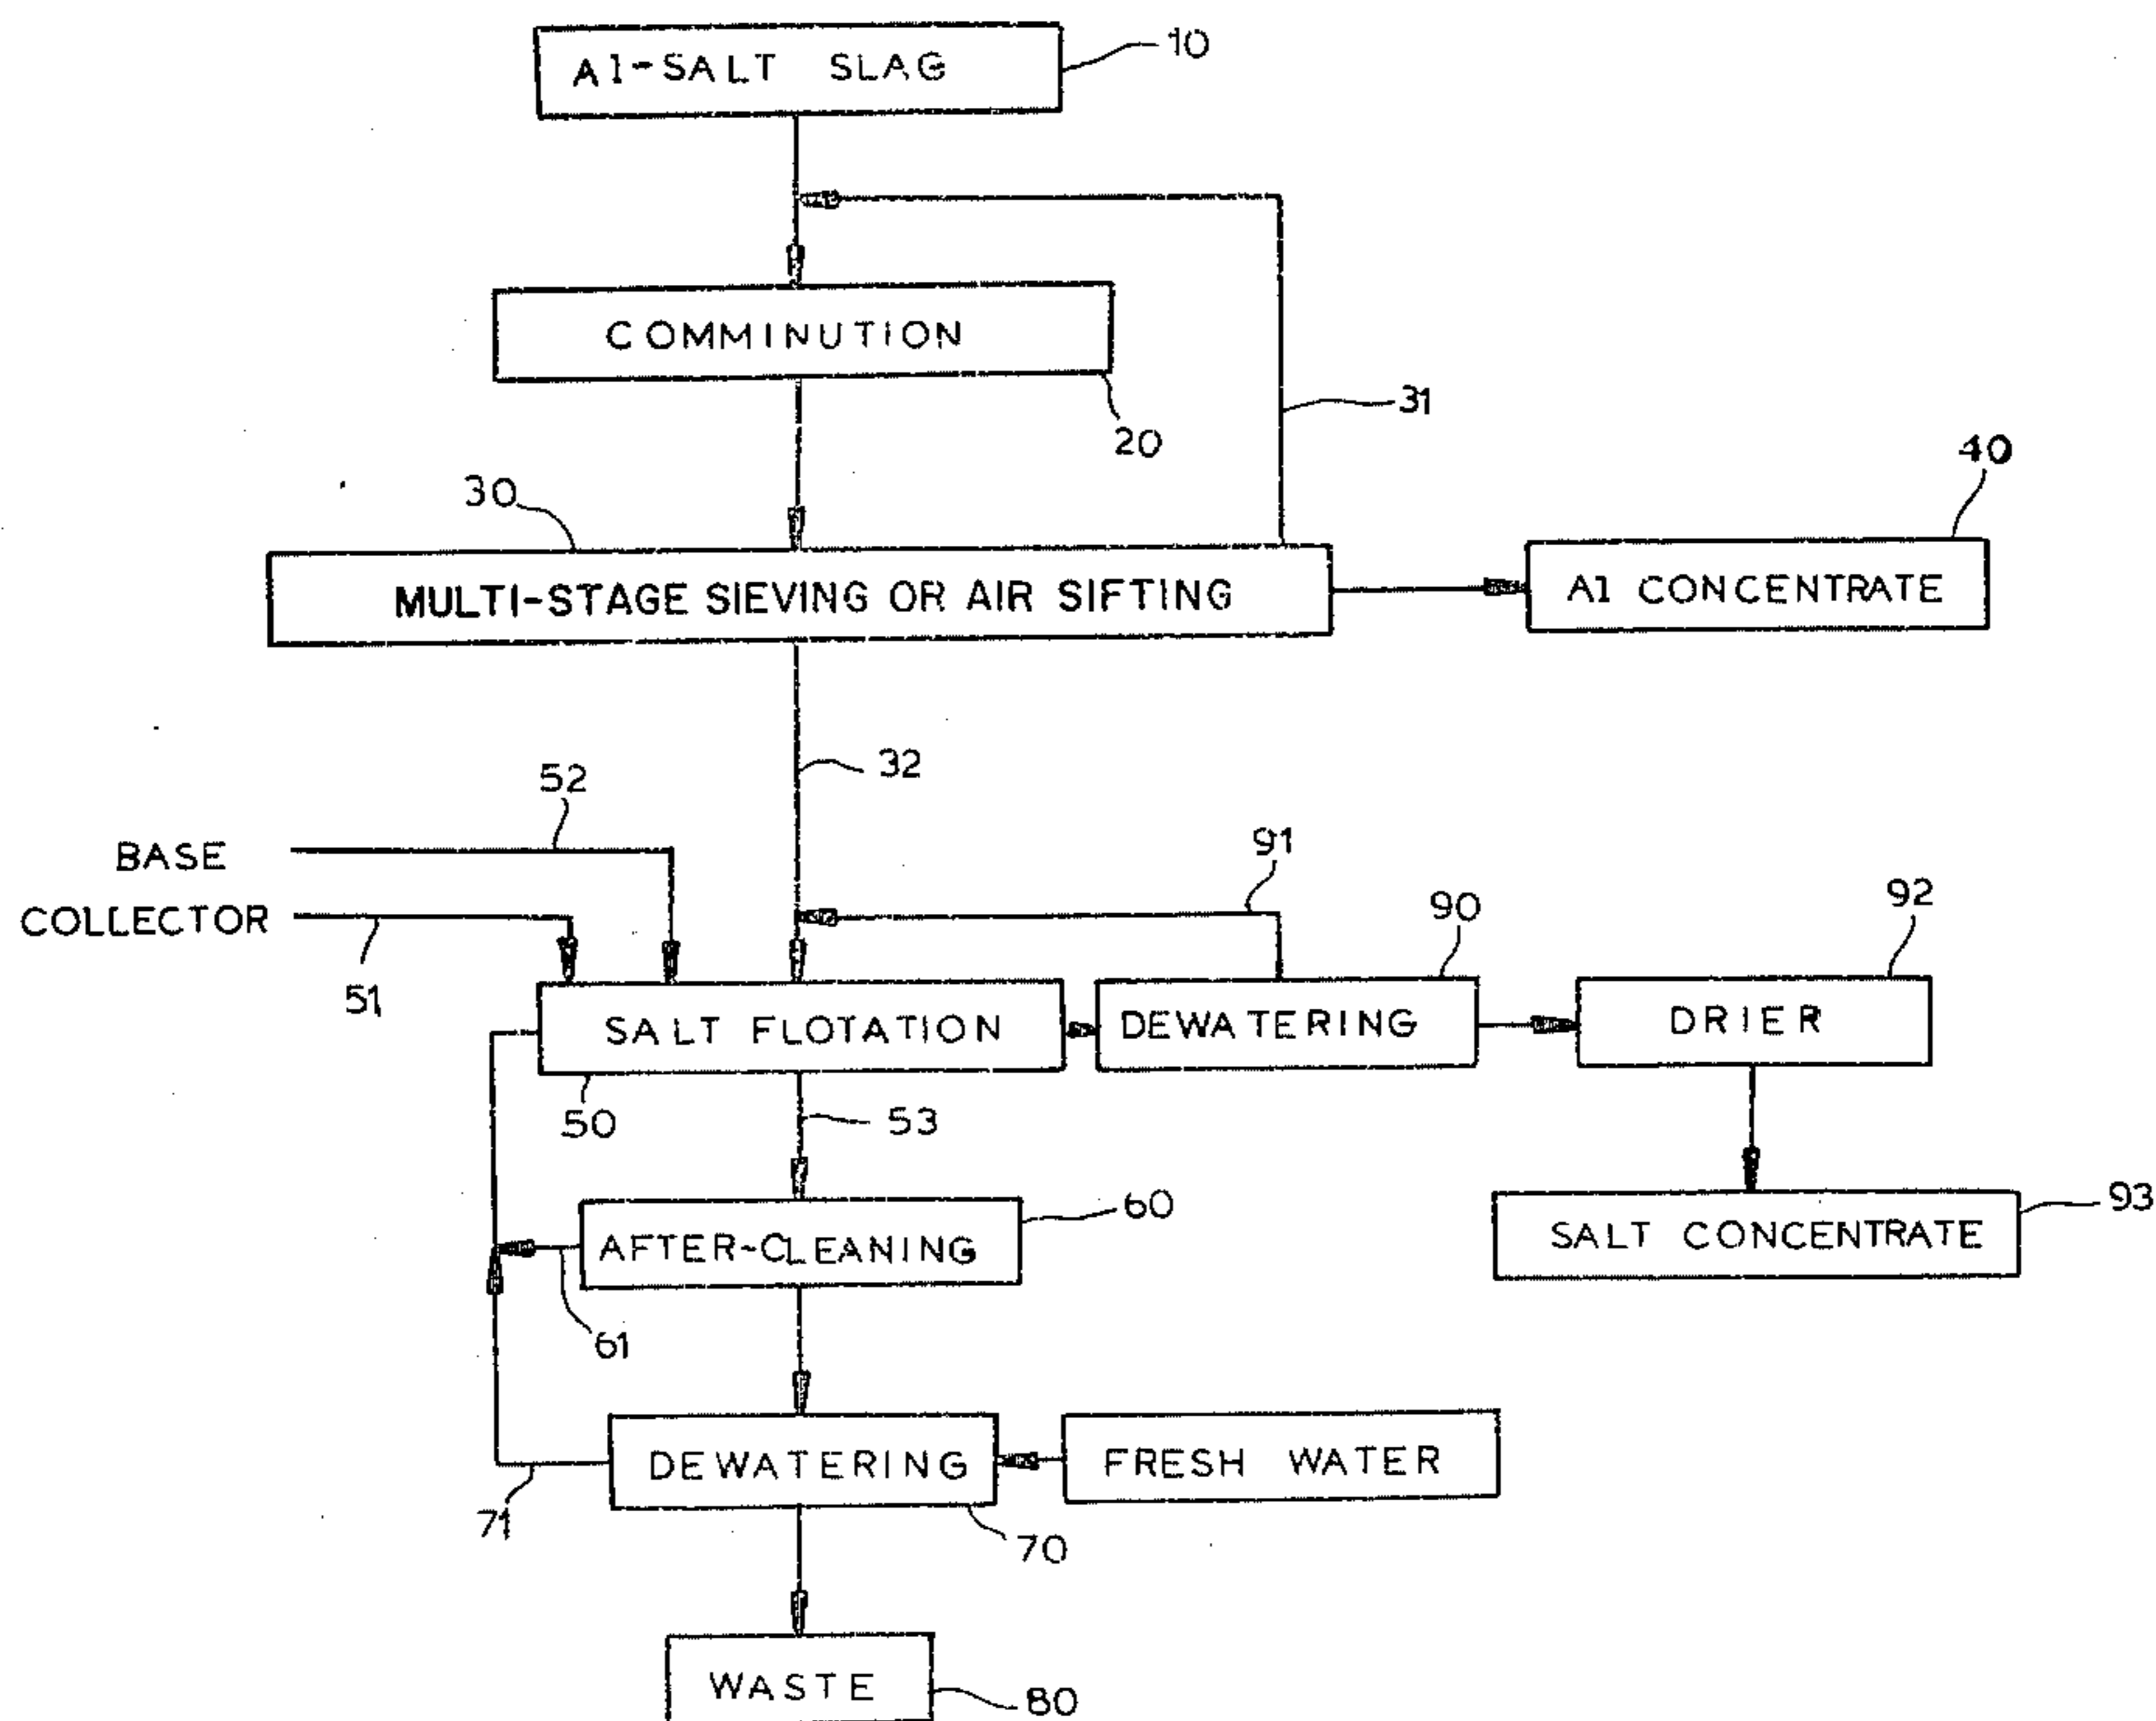 Al-SALT SLAG
10
COMMINUTION
20
31
30
MULTI-STAGE SIEVING OR AIR SIFTING
40
Al CONCENTRATE
32
52
BASE
COLLECTOR
51
91
90
92
SALT FLOTATION
DEWATERING
DRIER
50
53
60
AFTER-CLEANING
61
93
SALT CONCENTRATE
DEWATERING
FRESH WATER
71
70
WASTE
80